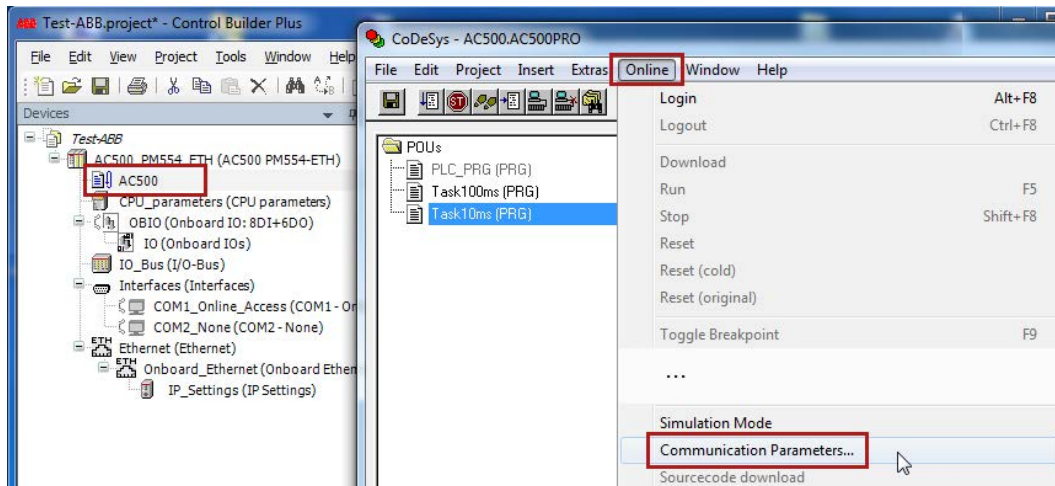 Test-ABB.project* - Control Builder Plus
File Edit View Project Tools Window Help
Devices
Test-ABB
AC500_PM554_ETH (AC500 PM554-ETH)
AC500
CPU_parameters (CPU parameters)
OBIO (Onboard IO: 8DI+6DO)
IO (Onboard IOs)
IO_Bus (I/O-Bus)
Interfaces (Interfaces)
COM1_Online_Access (COM1 - On
COM2_None (COM2 - None)
ETH
Ethernet (Ethernet)
ETH
Onboard_Ethernet (Onboard Ethern
IP_Settings (IP Settings)
CoDeSys - AC500.AC500PRO
File Edit Project Insert Extras Online Window Help
POUs
PLC_PRG (PRG)
Task100ms (PRG)
Task10ms (PRG)
Login Alt+F8
Logout Ctrl+F8
Download
Run F5
Stop Shift+F8
Reset
Reset (cold)
Reset (original)
Toggle Breakpoint F9
...
Simulation Mode
Communication Parameters...
Sourcecode download